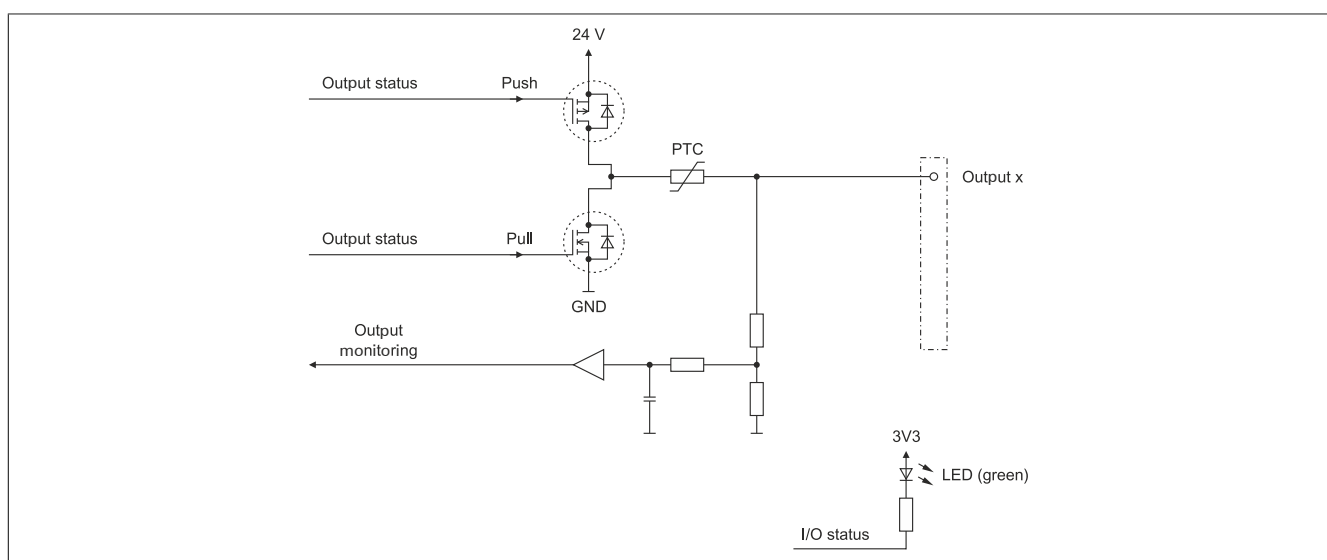 24 V
Output status
Push
PTC
Output x
Output status
Pull
GND
Output
monitoring
3V3
LED (green)
I/O status